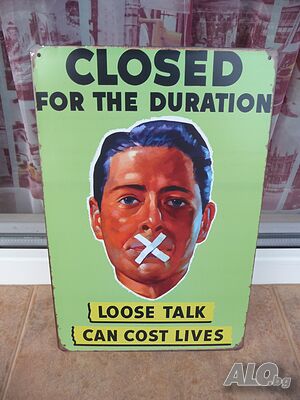 CLOSED
FOR THE DURATION
LOOSE TALK
CAN COST LIVES
ALO.bg